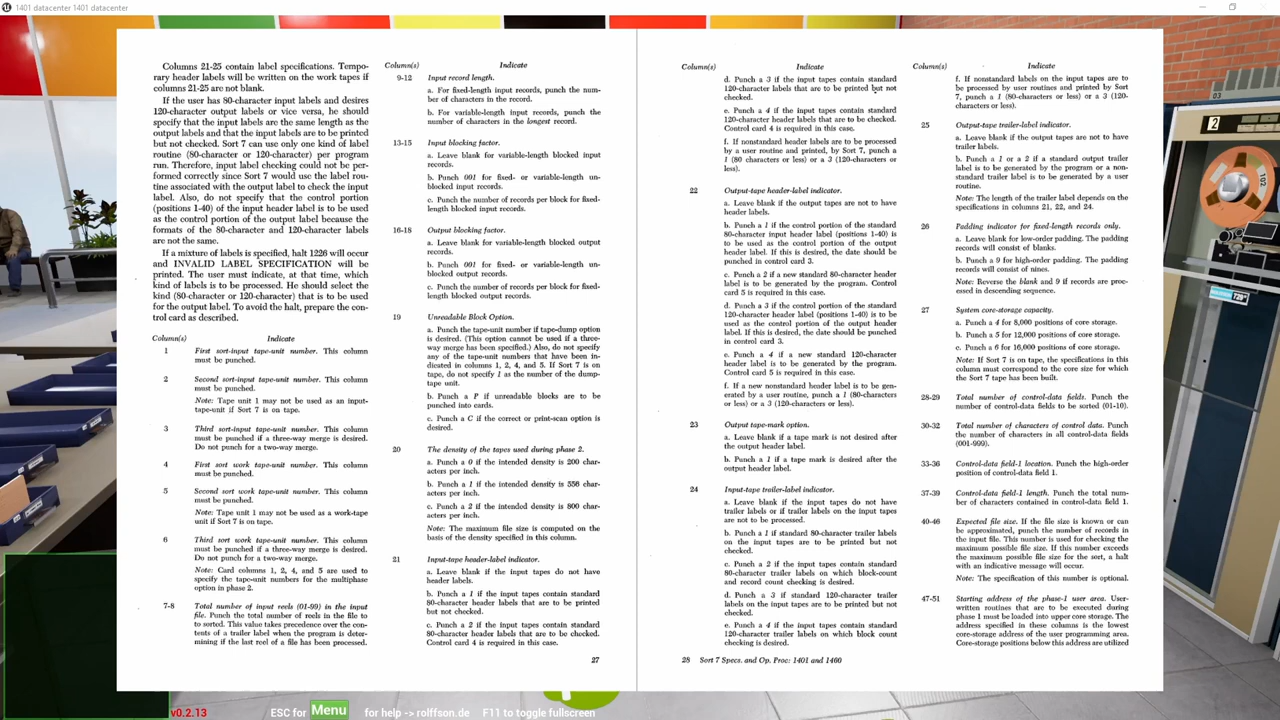 1401 datacenter 1401 datacenter
Columns 21-25 contain label specifications. Tempo-
rary header labels will be written on the work tapes if
columns 21-25 are not blank.
If the user has 80-character input labels and desires
120-character output labels or vice versa, he should
specify that the input labels are the same length as the
output labels and that the input labels are to be printed
but not checked. Sort 7 can use only one kind of label
routine (80-character or 120-character) per program
run. Therefore, input label checking could not be per-
formed correctly since Sort 7 would use the label rou-
tine associated with the output label to check the input
label. Also, do not specify that the control portion
(positions 1-40) of the input header label is to be used
as the control portion of the output label because the
formats of the 80-character and 120-character labels
are not the same.
If a mixture of labels is specified, halt 1226 will occur
and INVALID LABEL SPECIFICATION will be
printed. The user must indicate, at that time, which
kind of labels is to be processed. He should select the
kind (80-character or 120-character) that is to be used
for the output label. To avoid the halt, prepare the con-
trol card as described.
Column(s) Indicate
1 First sort-input tape-unit number. This column
must be punched.
2 Second sort-input tape-unit number. This column
must be punched.
Note: Tape unit 1 may not be used as an input-
tape-unit if Sort 7 is on tape.
3 Third sort-input tape-unit number. This column
must be punched if a three-way merge is desired.
Do not punch for a two-way merge.
4 First sort work tape-unit number. This column
must be punched.
5 Second sort work tape-unit number. This column
must be punched.
Note: Tape unit 1 may not be used as a work-tape
unit if Sort 7 is on tape.
6 Third sort work tape-unit number. This column
must be punched if a three-way merge is desired.
Do not punch for a two-way merge.
Note: Card columns 1, 2, 4, and 5 are used to
specify the tape-unit numbers for the multiphase
option in phase 2.
7-8 Total number of input reels (01-99) in the input
file. Punch the total number of reels in the file to
to sorted. This value takes precedence over the con-
tents of a trailer label when the program is deter-
mining if the last reel of a file has been processed.
Column(s) Indicate
9-12 Input record length.
a. For fixed-length input records, punch the num-
ber of characters in the record.
b. For variable-length input records, punch the
number of characters in the longest record.
13-15 Input blocking factor.
a. Leave blank for variable-length blocked input
records.
b. Punch 001 for fixed- or variable-length un-
blocked input records.
c. Punch the number of records per block for fixed-
length blocked input records.
16-18 Output blocking factor.
a. Leave blank for variable-length blocked output
records.
b. Punch 001 for fixed- or variable-length un-
blocked output records.
c. Punch the number of records per block for fixed-
length blocked output records.
19 Unreadable Block Option.
a. Punch the tape-unit number if tape-dump option
is desired. (This option cannot be used if a three-
way merge has been specified.) Also, do not specify
any of the tape-unit numbers that have been in-
dicated in columns 1, 2, 4, and 5. If Sort 7 is on
tape, do not specify 1 as the number of the dump-
tape unit.
b. Punch a P if unreadable blocks are to be
punched into cards.
c. Punch a C if the correct or print-scan option is
desired.
20 The density of the tapes used during phase 2.
a. Punch a 0 if the intended density is 200 char-
acters per inch.
b. Punch a 1 if the intended density is 556 char-
acters per inch.
c. Punch a 2 if the intended density is 800 char-
acters per inch.
Note: The maximum file size is computed on the
basis of the density specified in this column.
21 Input-tape header-label indicator.
a. Leave blank if the input tapes do not have
header labels.
b. Punch a 1 if the input tapes contain standard
80-character header labels that are to be printed
but not checked.
c. Punch a 2 if the input tapes contain standard
80-character header labels that are to be checked.
Control card 4 is required in this case.
27
Column(s) Indicate
d. Punch a 3 if the input tapes contain standard
120-character labels that are to be printed but not
checked.
e. Punch a 4 if the input tapes contain standard
120-character header labels that are to be checked.
Control card 4 is required in this case.
f. If nonstandard header labels are to be processed
by a user routine and printed, by Sort 7, punch a
1 (80 characters or less) or a 3 (120-characters or
less).
22 Output-tape header-label indicator.
a. Leave blank if the output tapes are not to have
header labels.
b. Punch a 1 if the control portion of the standard
80-character input header label (positions 1-40) is
to be used as the control portion of the output
header label. If this is desired, the date should be
punched in control card 3.
c. Punch a 2 if a new standard 80-character header
label is to be generated by the program. Control
card 5 is required in this case.
d. Punch a 3 if the control portion of the standard
120-character header label (positions 1-40) is to be
used as the control portion of the output header
label. If this is desired, the date should be punched
in control card 3.
e. Punch a 4 if a new standard 120-character
header label is to be generated by the program.
Control card 5 is required in this case.
f. If a new nonstandard header label is to be gen-
erated by a user routine, punch a 1 (80-characters
or less) or a 3 (120-characters or less).
23 Output tape-mark option.
a. Leave blank if a tape mark is not desired after
the output header label.
b. Punch a 1 if a tape mark is desired after the
output header label.
24 Input-tape trailer-label indicator.
a. Leave blank if the input tapes do not have
trailer labels or if trailer labels on the input tapes
are not to be processed.
b. Punch a 1 if standard 80-character trailer labels
on the input tapes are to be printed but not
checked.
c. Punch a 2 if the input tapes contain standard
80-character trailer labels on which block-count
and record count checking is desired.
d. Punch a 3 if standard 120-character trailer
labels on the input tapes are to be printed but not
checked.
e. Punch a 4 if the input tapes contain standard
120-character trailer labels on which block count
checking is desired.
28 Sort 7 Specs. and Op. Proc: 1401 and 1460
Column(s) Indicate
f. If nonstandard labels on the input tapes are to
be processed by user routines and printed by Sort
7, punch a 1 (80-characters or less) or a 3 (120-
characters or less).
25 Output-tape trailer-label indicator.
a. Leave blank if the output tapes are not to have
trailer labels.
b. Punch a 1 or a 2 if a standard output trailer
label is to be generated by the program or a non-
standard trailer label is to be generated by a user
routine.
Note: The length of the trailer label depends on the
specifications in columns 21, 22, and 24.
26 Padding indicator for fixed-length records only.
a. Leave blank for low-order padding. The padding
records will consist of blanks.
b. Punch a 9 for high-order padding. The padding
records will consist of nines.
Note: Reverse the blank and 9 if records are proc-
essed in descending sequence.
27 System core-storage capacity.
a. Punch a 4 for 8,000 positions of core storage.
b. Punch a 5 for 12,000 positions of core storage.
c. Punch a 6 for 16,000 positions of core storage.
Note: If Sort 7 is on tape, the specifications in this
column must correspond to the core size for which
the Sort 7 tape has been built.
28-29 Total number of control-data fields. Punch the
number of control-data fields to be sorted (01-10).
30-32 Total number of characters of control data. Punch
the number of characters in all control-data fields
(001-999).
33-36 Control-data field-1 location. Punch the high-order
position of control-data field 1.
37-39 Control-data field-1 length. Punch the total num-
ber of characters contained in control-data field 1.
40-46 Expected file size. If the file size is known or can
be approximated, punch the number of records in
the input file. This number is used for checking the
maximum possible file size. If this number exceeds
the maximum possible file size for the sort, a halt
with an indicative message will occur.
Note: The specification of this number is optional.
47-51 Starting address of the phase-1 user area. User-
written routines that are to be executed during
phase 1 must be loaded into upper core storage. The
address specified in these columns is the lowest
core-storage address of the user programming area.
Core-storage positions below this address are utilized
03
2
102
729
v0.2.13
ESC for Menu for help -> rolffson.de F11 to toggle fullscreen